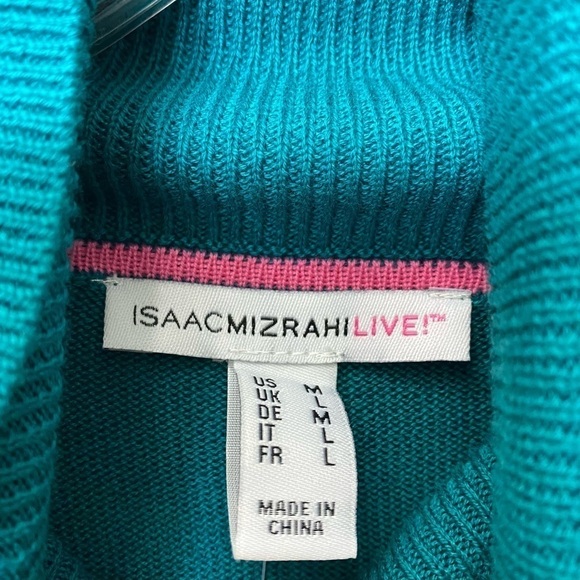 ISAACMIZRAHILIVE!™
US M
UK L
DE M
IT L
FR L
MADE IN
CHINA